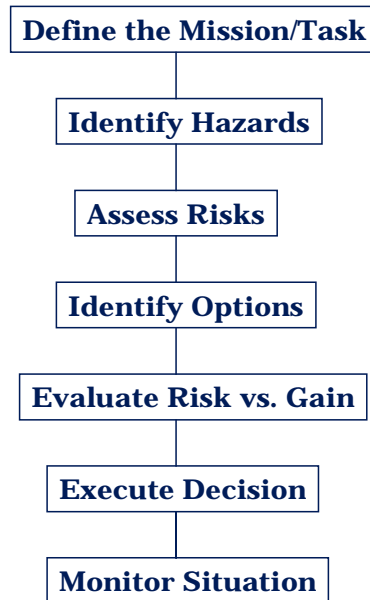 Define the Mission/Task
Identify Hazards
Assess Risks
Identify Options
Evaluate Risk vs. Gain
Execute Decision
Monitor Situation